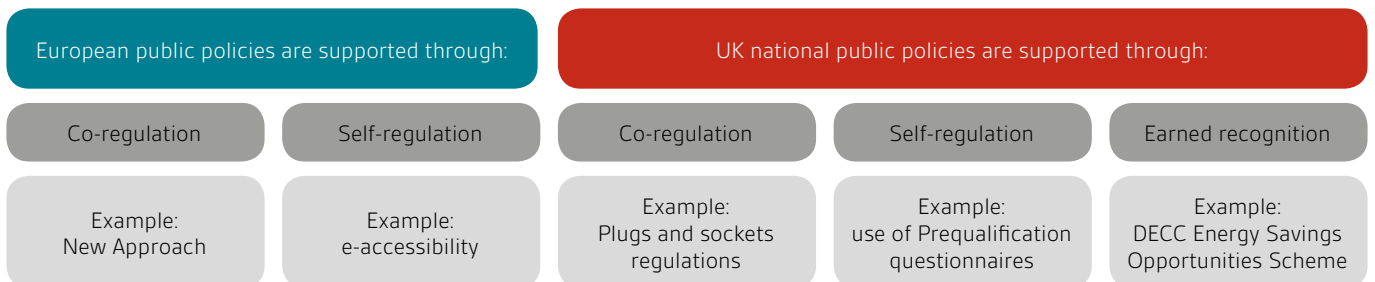 European public policies are supported through:
UK national public policies are supported through:
Co-regulation
Self-regulation
Co-regulation
Self-regulation
Earned recognition
Example:
New Approach
Example:
e-accessibility
Example:
Plugs and sockets
regulations
Example:
use of Prequalification
questionnaires
Example:
DECC Energy Savings
Opportunities Scheme